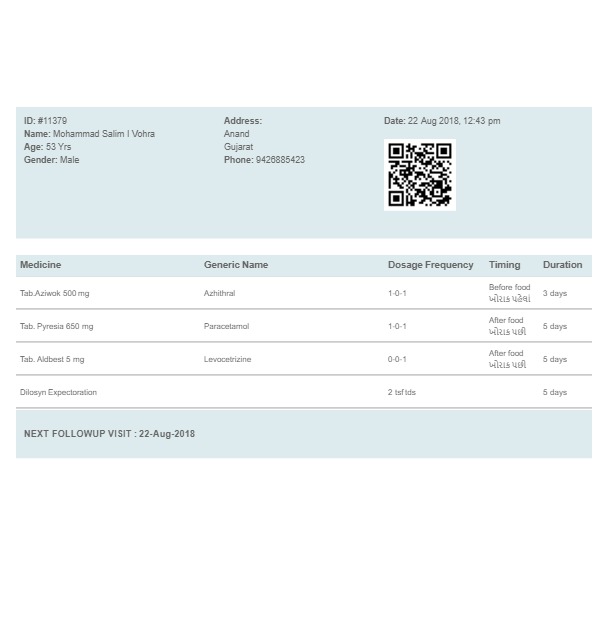 ID: #11379 Address: Date: 22 Aug 2018, 12:43 pm
Name: Mohammad Salim I Vohra Anand
Age: 53 Yrs Gujarat
Gender: Male Phone: 9426885423
Medicine Generic Name Dosage Frequency Timing Duration
Tab.Aziwok 500 mg Azhithral 1-0-1 Before food 3 days
ખોરાક પહેલાં
Tab. Pyresia 650 mg Paracetamol 1-0-1 After food 5 days
ખોરાક પછી
Tab. Aldbest 5 mg Levocetrizine 0-0-1 After food 5 days
ખોરાક પછી
Dilosyn Expectoration 2 tsf tds 5 days
NEXT FOLLOWUP VISIT : 22-Aug-2018